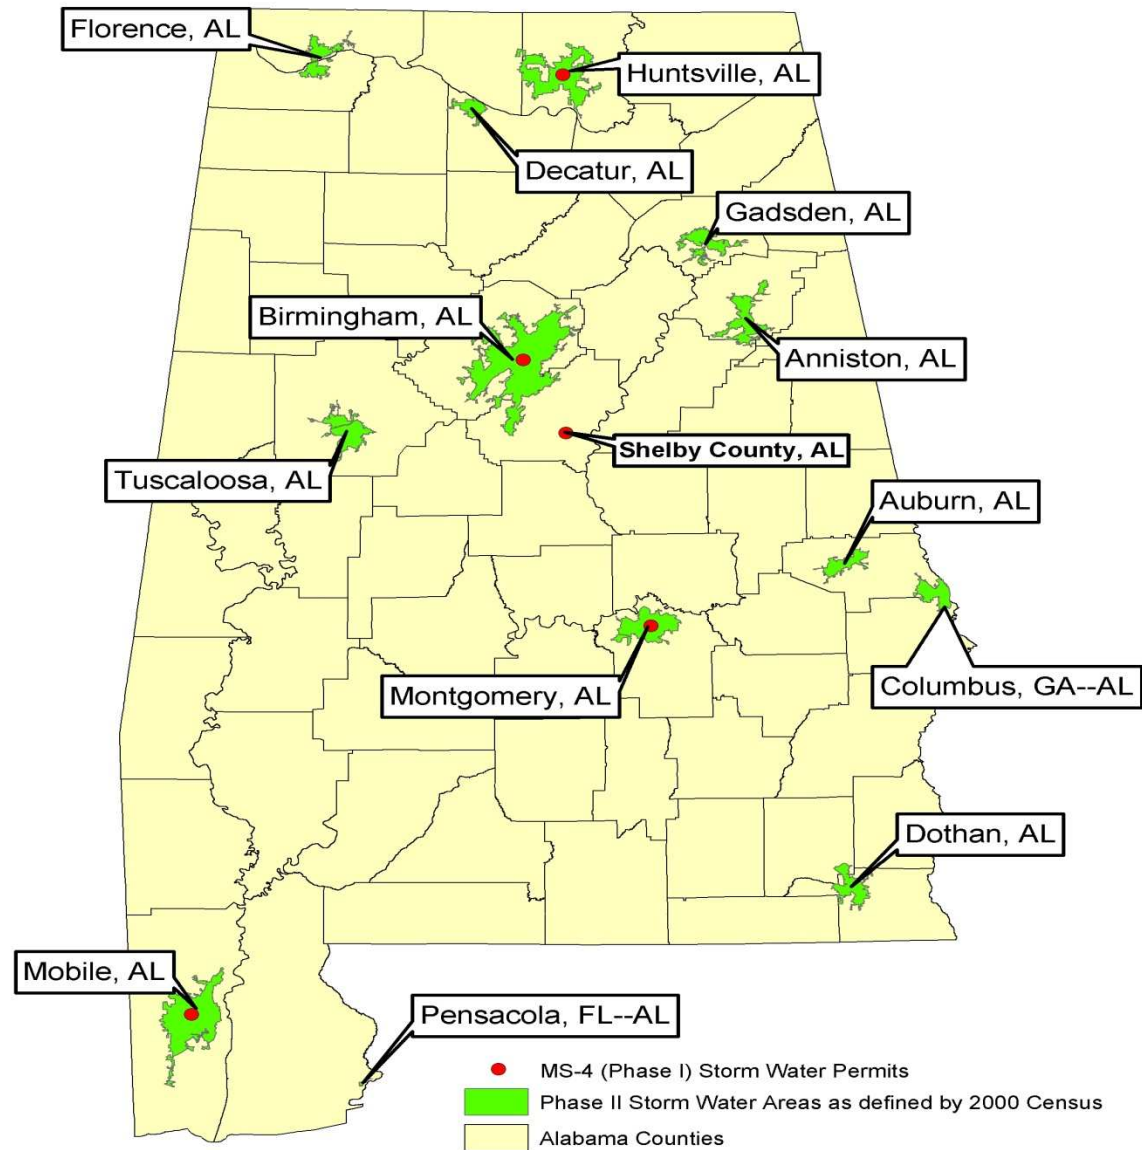 Florence, AL
Huntsville, AL
Decatur, AL
Gadsden, AL
Birmingham, AL
Anniston, AL
Shelby County, AL
Tuscaloosa, AL
Auburn, AL
Montgomery, AL
Columbus, GA--AL
Dothan, AL
Mobile, AL
Pensacola, FL--AL
MS-4 (Phase I) Storm Water Permits
Phase II Storm Water Areas as defined by 2000 Census
Alabama Counties